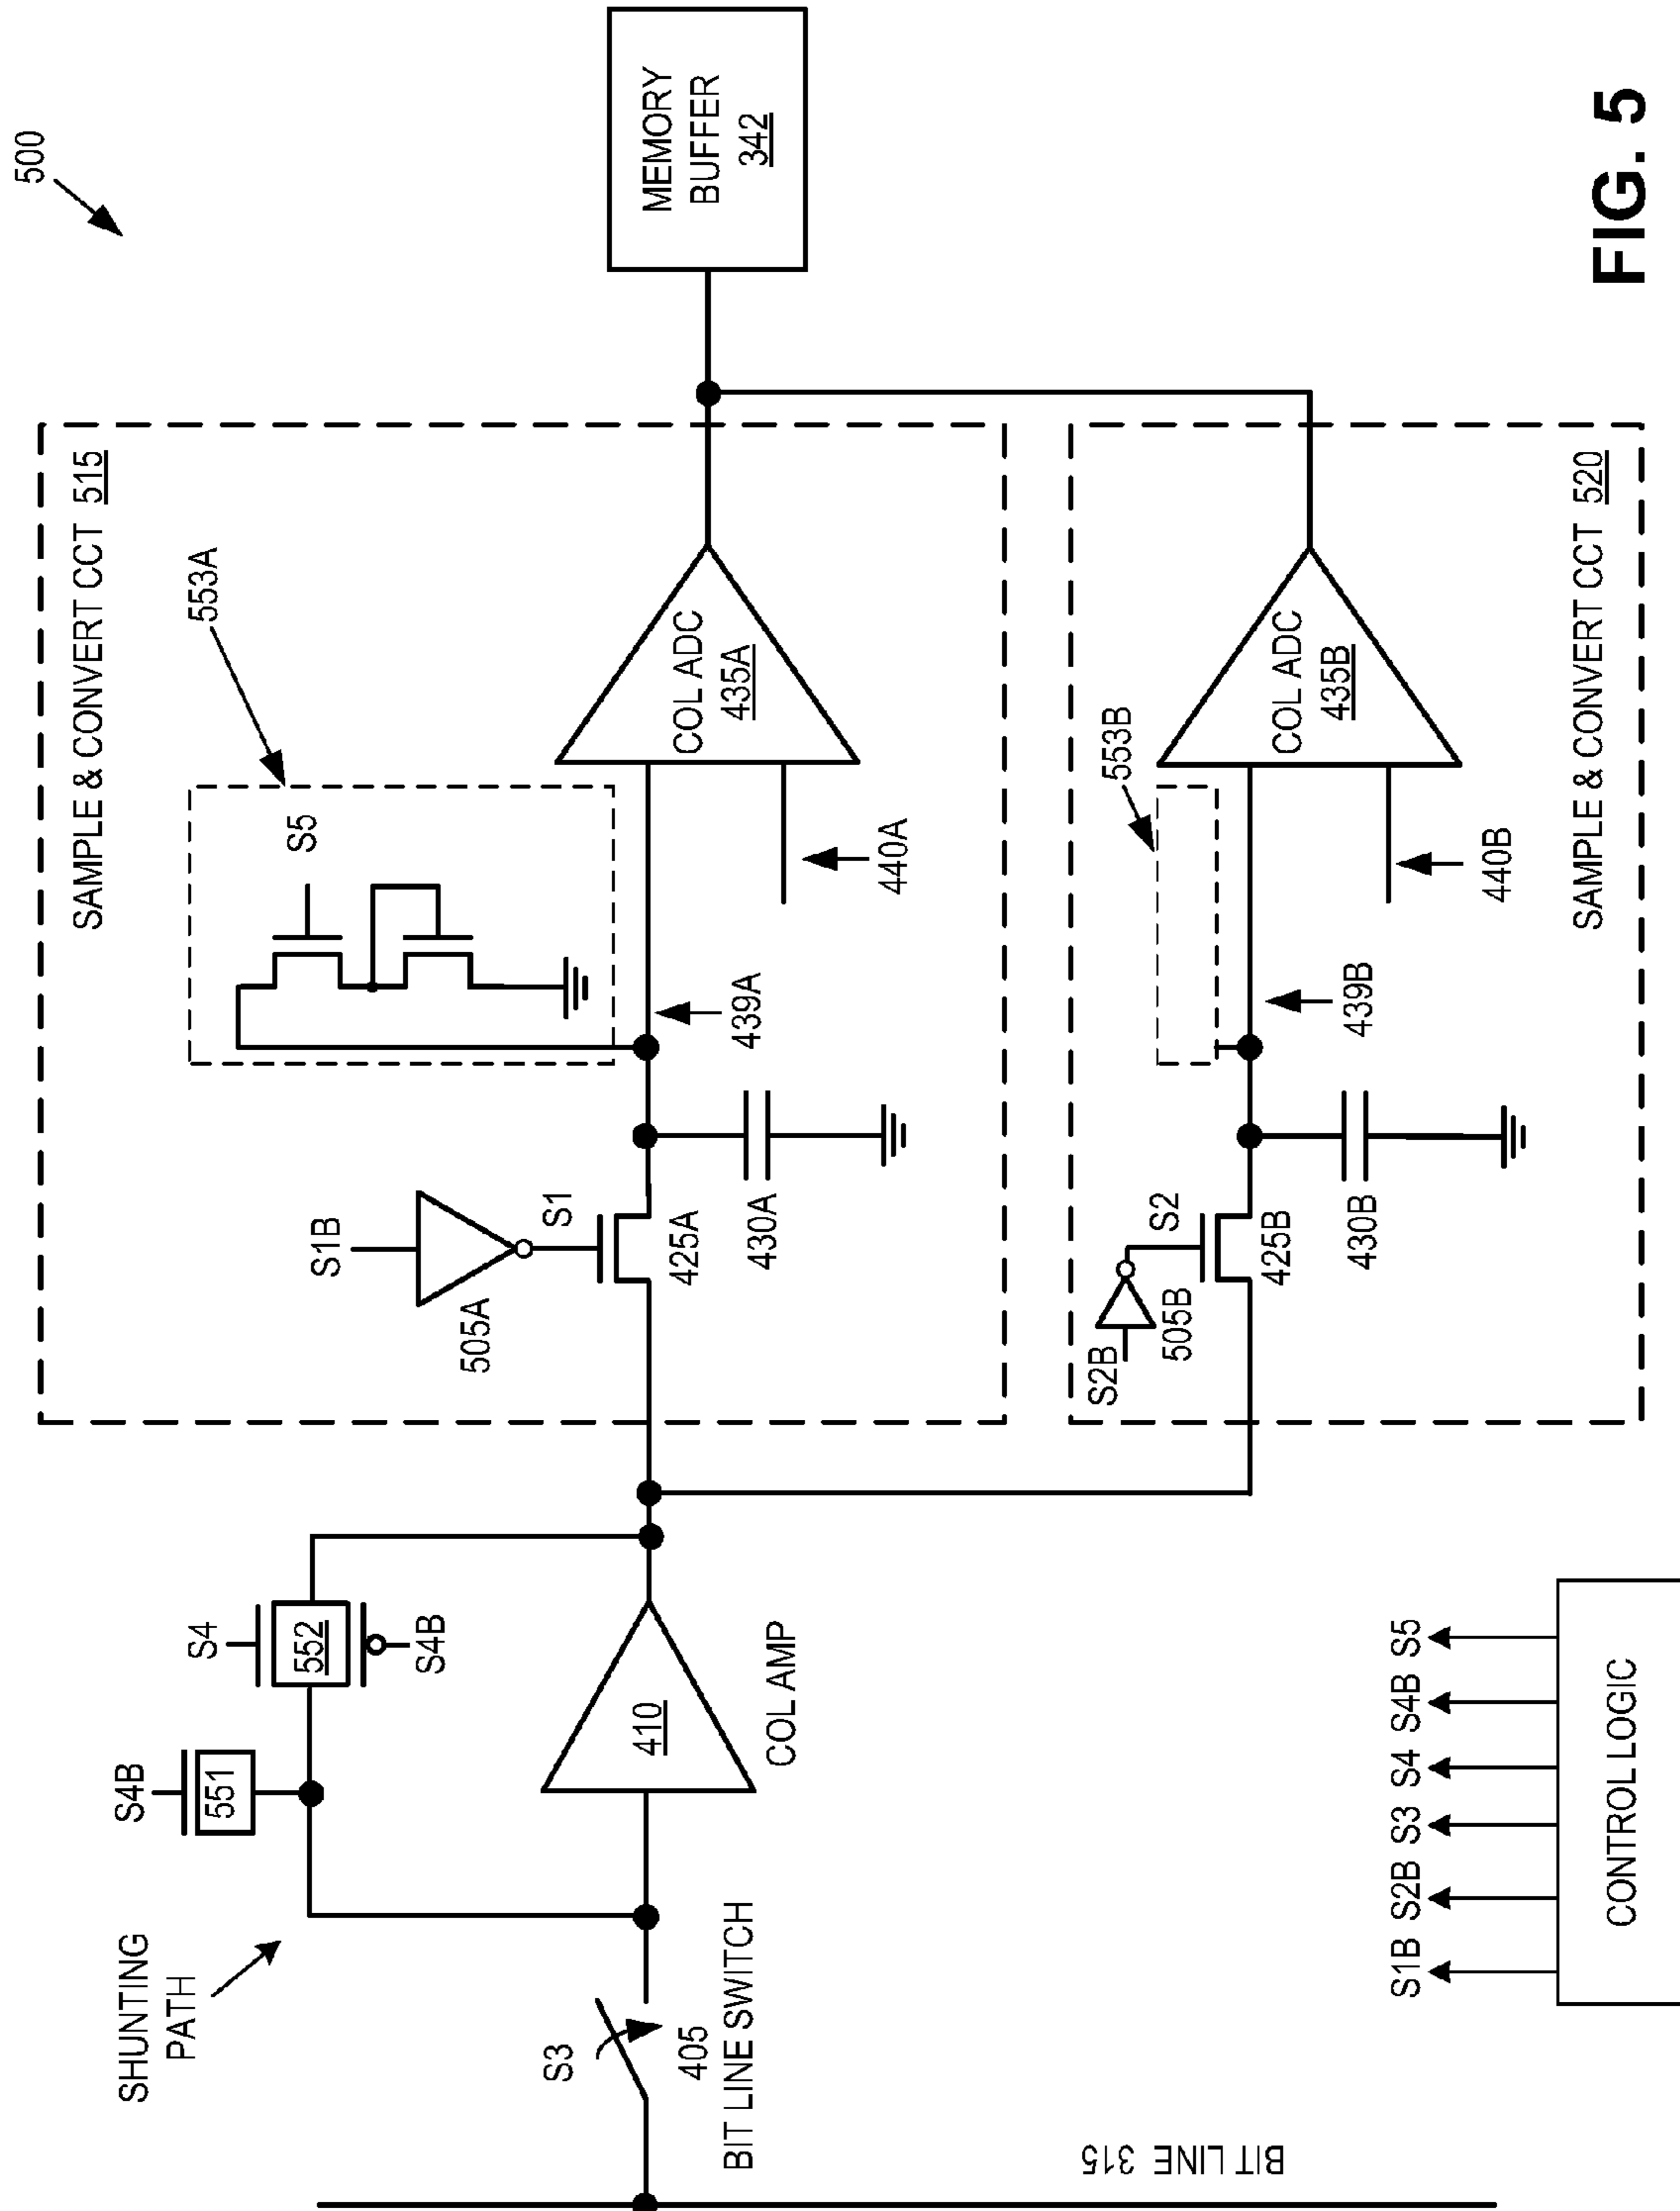 500
SAMPLE & CONVERT CCT 515
553A
S5
S1B
S1
505A
425A
430A
439A
440A
COL ADC
435A
MEMORY
BUFFER
342
SHUNTING
PATH
S4B
551
S4
552
S4B
410
COL AMP
S3
405
BIT LINE SWITCH
BIT LINE 315
553B
S2B
S2
505B
425B
430B
439B
440B
COL ADC
435B
SAMPLE & CONVERT CCT 520
S1B
S2B
S3
S4
S4B
S5
CONTROL LOGIC
FIG. 5